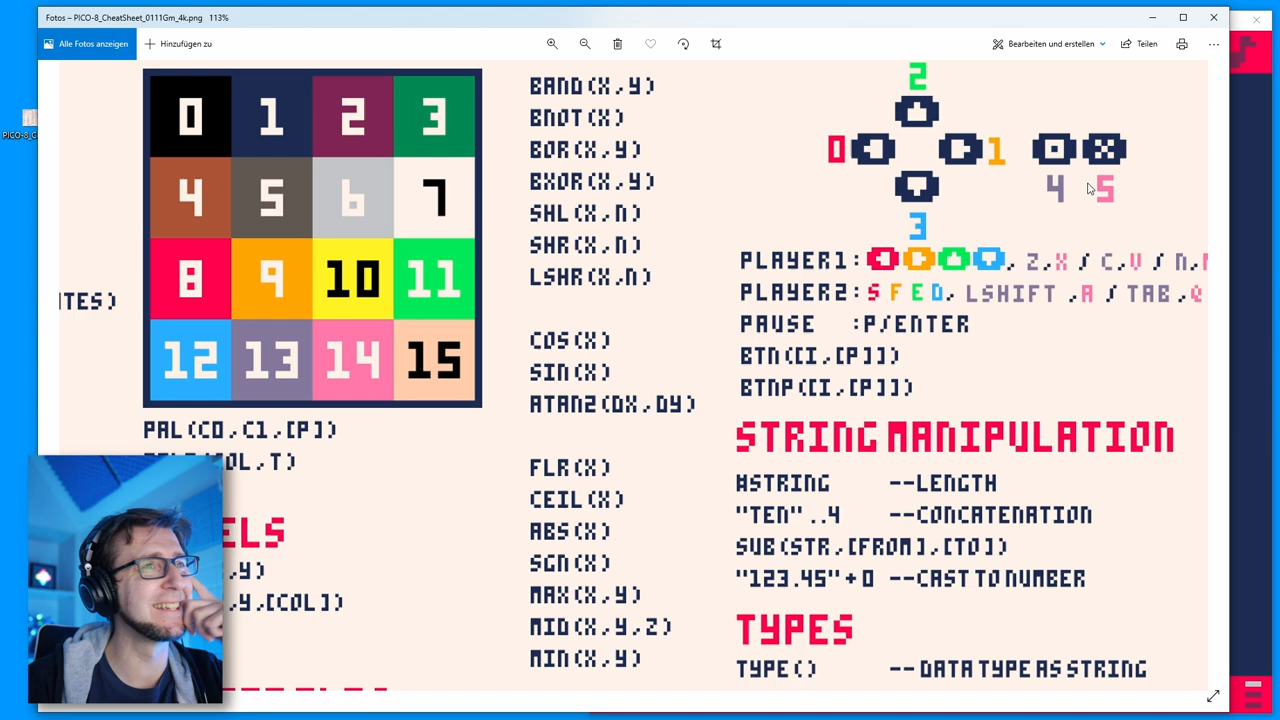 Fotos – PICO-8_CheatSheet_0111Gm_4k.png 113%
Alle Fotos anzeigen
Hinzufügen zu
Bearbeiten und erstellen
Teilen
PICO-8_C
0 1 2 3
4 5 6 7
8 9 10 11
12 13 14 15
PAL(C0,C1,[P])
OL,T)
ELS
,Y)
,Y,[COL])
BAND(X,Y)
BNOT(X)
BOR(X,Y)
BXOR(X,Y)
SHL(X,N)
SHR(X,N)
LSHR(X,N)
COS(X)
SIN(X)
ATAN2(DX,DY)
FLR(X)
CEIL(X)
ABS(X)
SGN(X)
MAX(X,Y)
MID(X,Y,Z)
MIN(X,Y)
2
0 1
4 5
3
PLAYER1: , Z,X / C,V / N,
PLAYER2:S F E D, LSHIFT ,A / TAB,Q
PAUSE :P/ENTER
BTN([I,[P]])
BTNP([I,[P]])
STRING MANIPULATION
#STRING --LENGTH
"TEN"..4 --CONCATENATION
SUB(STR,[FROM],[TO])
"123.45"+0 --CAST TO NUMBER
TYPES
TYPE() --DATA TYPE AS STRING